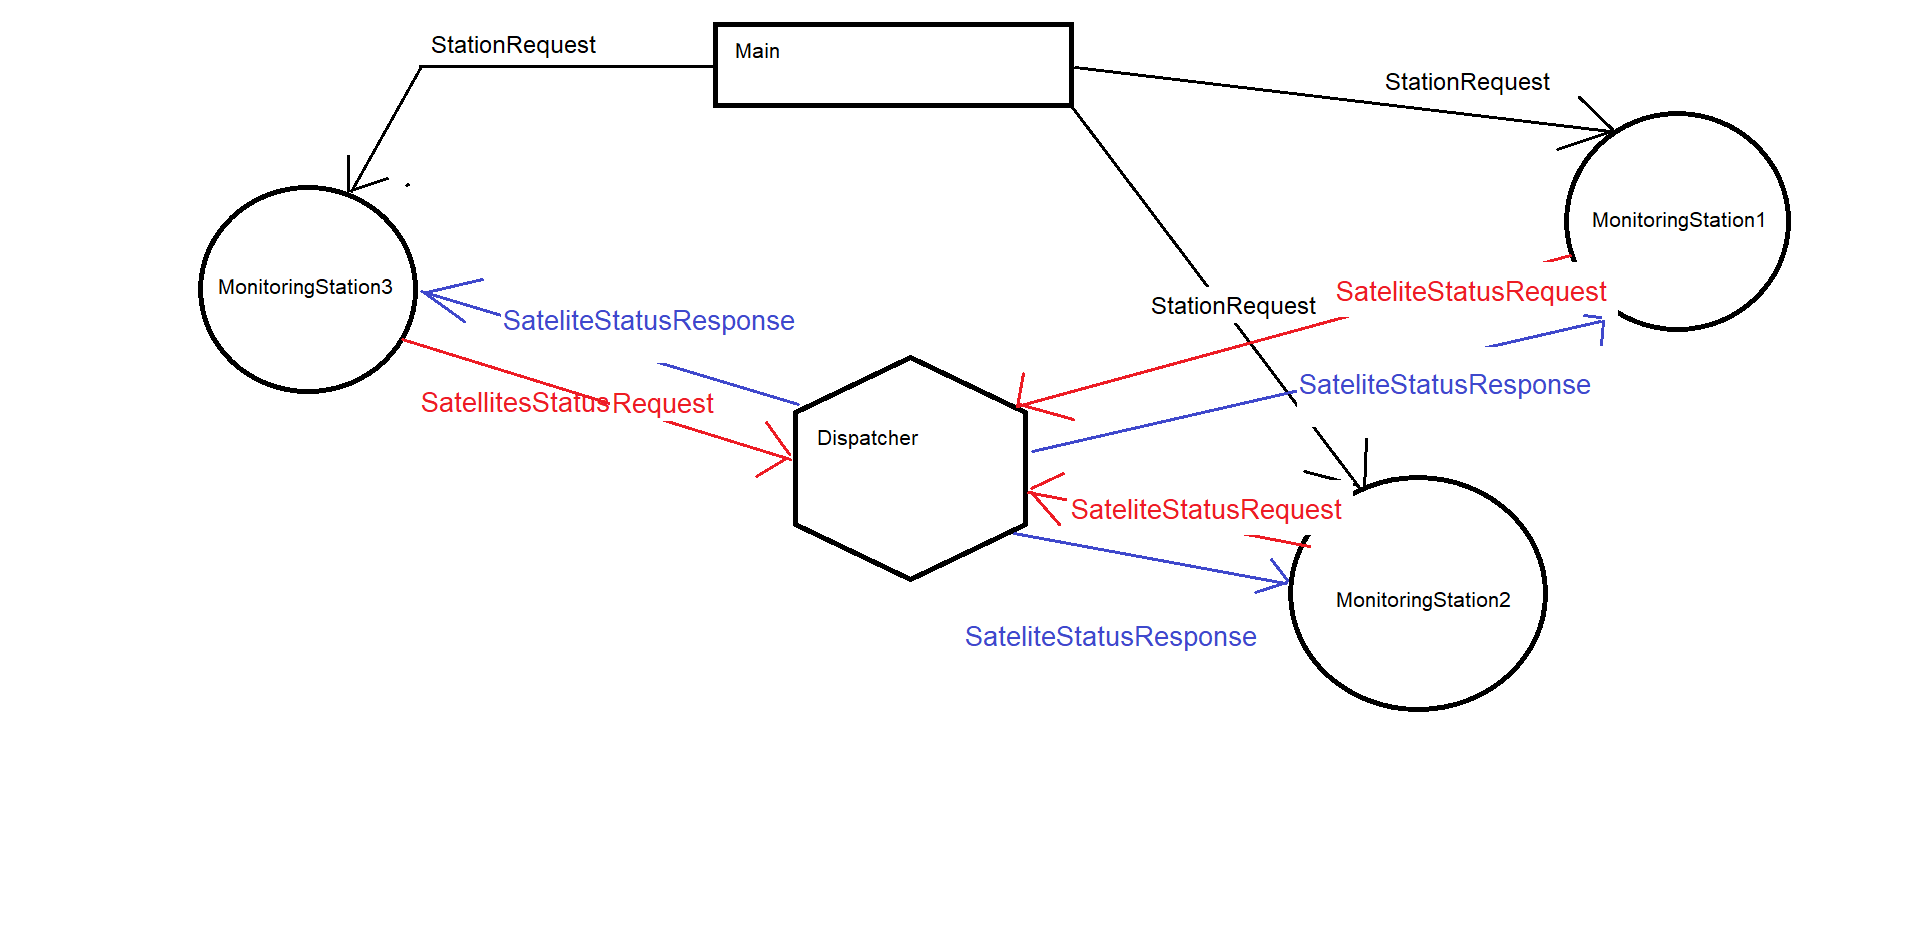 StationRequest
Main
StationRequest
MonitoringStation1
MonitoringStation3
SateliteStatusRequest
StationRequest
SateliteStatusResponse
SateliteStatusResponse
SatellitesStatusRequest
Dispatcher
SateliteStatusRequest
MonitoringStation2
SateliteStatusResponse